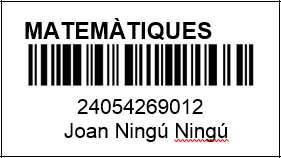 MATEMÀTIQUES
24054269012
Joan Ningú Ningú